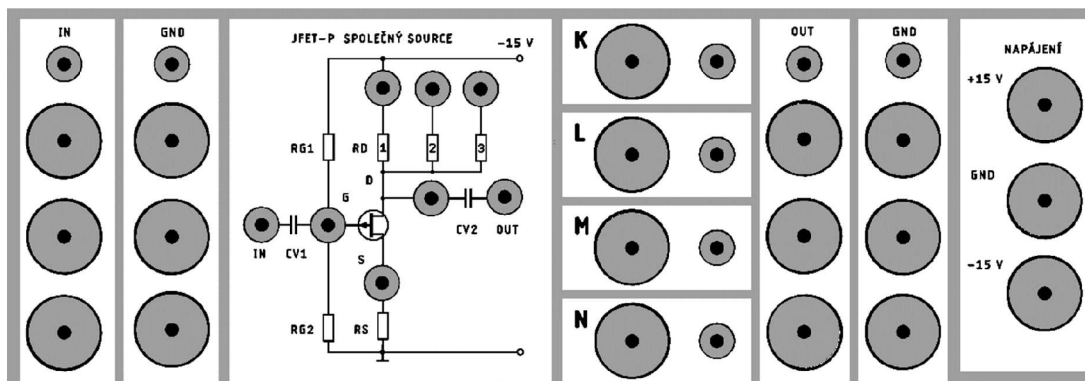 IN
GND
JFET-P SPOLEČNÝ SOURCE
-15 V
RG1
RD
1
2
3
D
G
S
IN
CV1
CV2
OUT
RG2
RS
K
L
M
N
OUT
GND
NAPÁJENÍ
+15 V
GND
-15 V